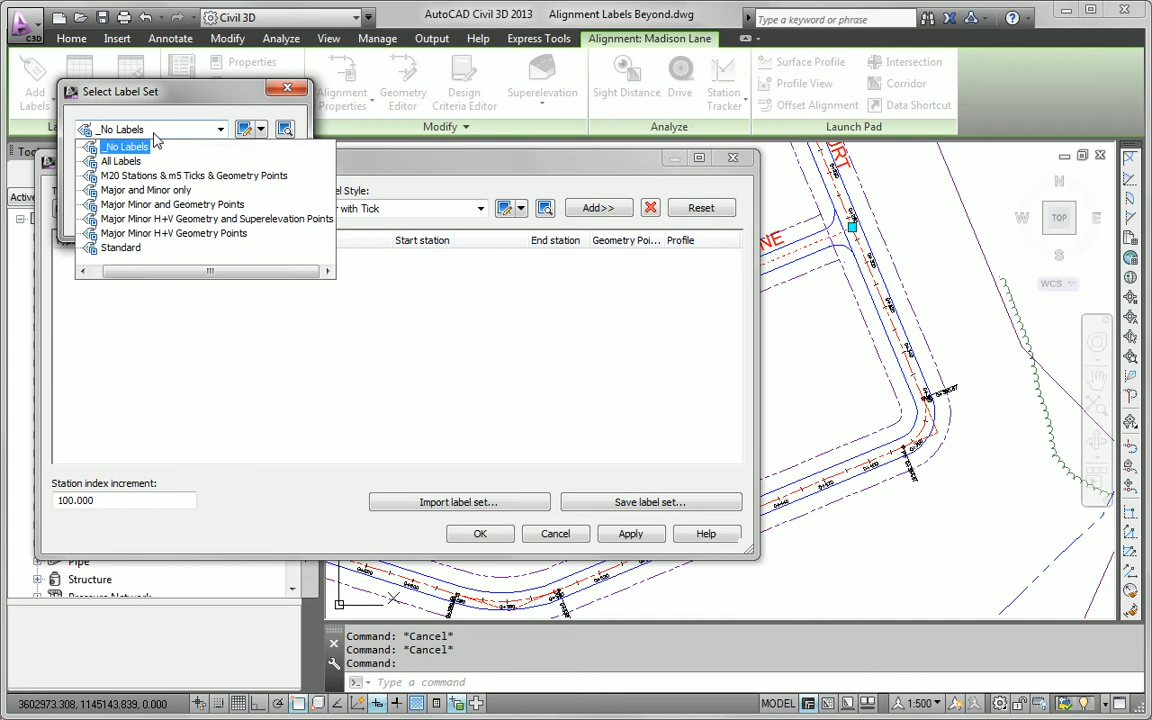 Civil 3D
AutoCAD Civil 3D 2013
Alignment Labels Beyond.dwg
Type a keyword or phrase
C3D
Home
Insert
Annotate
Modify
Analyze
View
Manage
Output
Help
Express Tools
Alignment: Madison Lane
Add
Labels
Properties
Alignment
Properties
Geometry
Editor
Design
Criteria Editor
Superelevation
Sight Distance
Drive
Station
Tracker
Surface Profile
Profile View
Offset Alignment
Intersection
Corridor
Data Shortcut
Modify
Analyze
Launch Pad
Select Label Set
_No Labels
_No Labels
All Labels
M20 Stations & m5 Ticks & Geometry Points
Major and Minor only
Major Minor and Geometry Points
Major Minor H+V Geometry and Superelevation Points
Major Minor H+V Geometry Points
Standard
with Tick
Add>>
Reset
Start station
End station
Geometry Poi...
Profile
Station index increment:
100.000
Import label set...
Save label set...
OK
Cancel
Apply
Help
Pipe
Structure
N
W
TOP
E
S
WCS
X
Command: *Cancel*
Command: *Cancel*
Command:
Type a command
3602973.308, 1145143.839, 0.000
MODEL
1:500